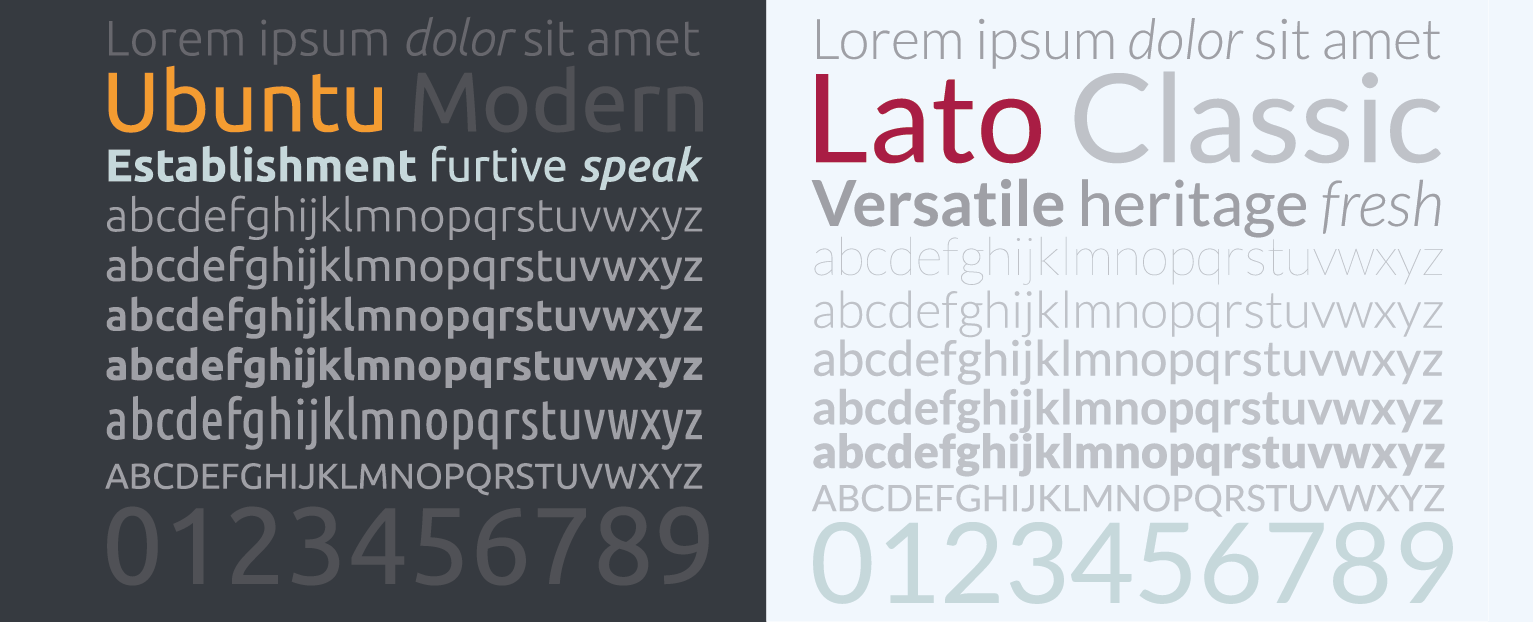 Lorem ipsum dolor sit amet
Ubuntu Modern
Establishment furtive speak
abcdefghijklmnopqrstuvwxyz
abcdefghijklmnopqrstuvwxyz
abcdefghijklmnopqrstuvwxyz
abcdefghijklmnopqrstuvwxyz
abcdefghijklmnopqrstuvwxyz
ABCDEFGHIJKLMNOPQRSTUVWXYZ
0123456789
Lorem ipsum dolor sit amet
Lato Classic
Versatile heritage fresh
abcdefghijklmnopqrstuvwxyz
abcdefghijklmnopqrstuvwxyz
abcdefghijklmnopqrstuvwxyz
abcdefghijklmnopqrstuvwxyz
abcdefghijklmnopqrstuvwxyz
ABCDEFGHIJKLMNOPQRSTUVWXYZ
0123456789